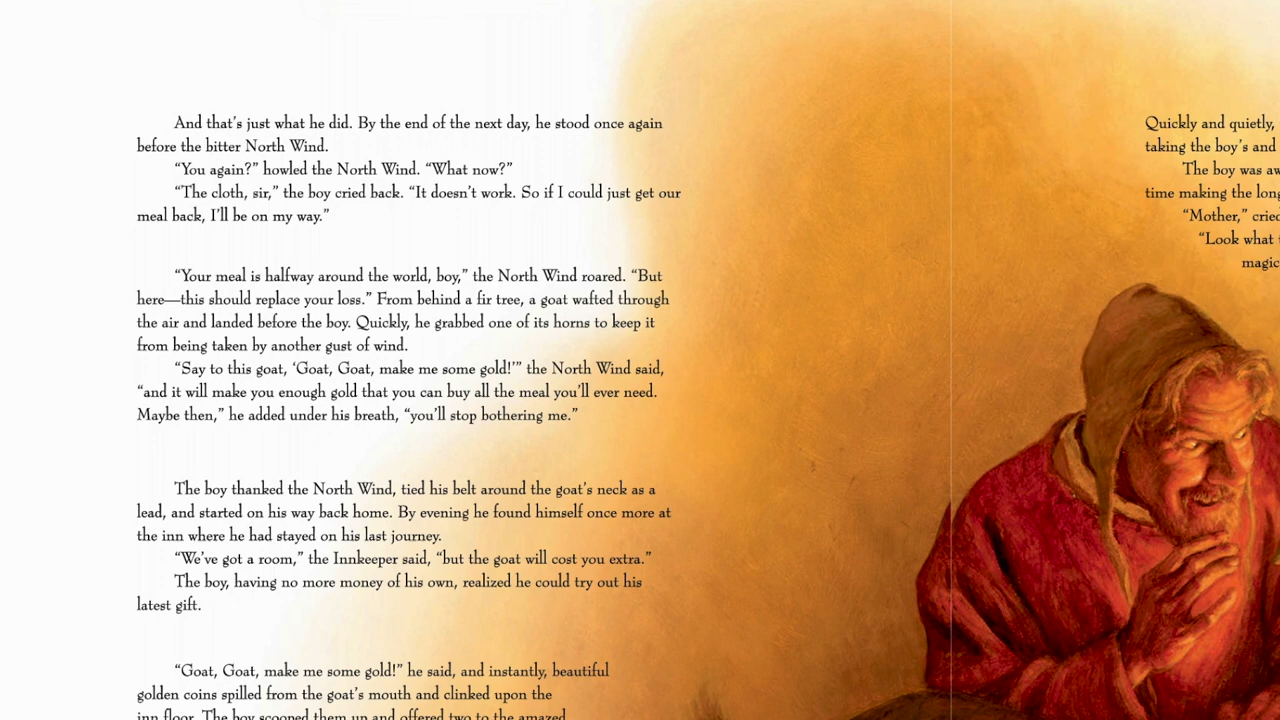 And that’s just what he did. By the end of the next day, he stood once again
before the bitter North Wind.
“You again?” howled the North Wind. “What now?”
“The cloth, sir,” the boy cried back. “It doesn’t work. So if I could just get our
meal back, I’ll be on my way.”
“Your meal is halfway around the world, boy,” the North Wind roared. “But
here—this should replace your loss.” From behind a fir tree, a goat wafted through
the air and landed before the boy. Quickly, he grabbed one of its horns to keep it
from being taken by another gust of wind.
“Say to this goat, ‘Goat, Goat, make me some gold!’” the North Wind said,
“and it will make you enough gold that you can buy all the meal you’ll ever need.
Maybe then,” he added under his breath, “you’ll stop bothering me.”
The boy thanked the North Wind, tied his belt around the goat’s neck as a
lead, and started on his way back home. By evening he found himself once more at
the inn where he had stayed on his last journey.
“We’ve got a room,” the Innkeeper said, “but the goat will cost you extra.”
The boy, having no more money of his own, realized he could try out his
latest gift.
“Goat, Goat, make me some gold!” he said, and instantly, beautiful
golden coins spilled from the goat’s mouth and clinked upon the
inn floor. The boy scooped them up and offered two to the amazed
Quickly and quietly,
taking the boy’s and
The boy was
time making the
“Mother,”
“Look what